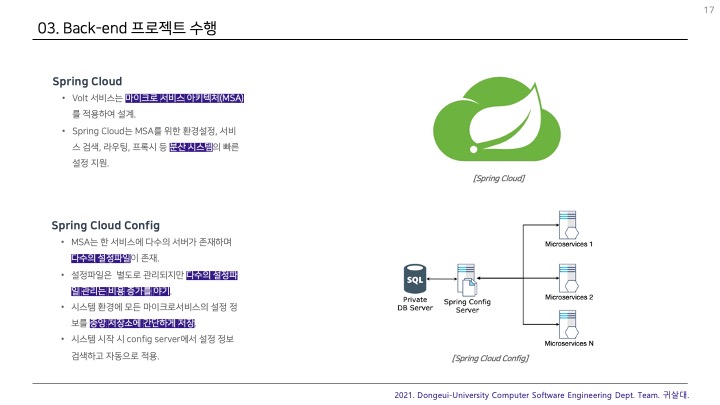 17
03. Back-end 프로젝트 수행
Spring Cloud
• Volt 서비스는 마이크로 서비스 아키텍처(MSA)
를 적용하여 설계.
• Spring Cloud는 MSA를 위한 환경설정, 서비
스 검색, 라우팅, 프록시 등 분산 시스템의 빠른
설정 지원.
[Spring Cloud]
Spring Cloud Config
• MSA는 한 서비스에 다수의 서버가 존재하며
다수의 설정파일이 존재.
• 설정파일은 별도로 관리되지만 다수의 설정파
일 관리는 비용 증가를 야기.
• 시스템 환경에 모든 마이크로서비스의 설정 정
보를 중앙 저장소에 간단하게 저장.
• 시스템 시작 시 config server에서 설정 정보
검색하고 자동으로 적용.
SQL
Private
DB Server
Spring Config
Server
Microservices 1
Microservices 2
Microservices N
[Spring Cloud Config]
2021. Dongeui-University Computer Software Engineering Dept. Team. 귀살대.